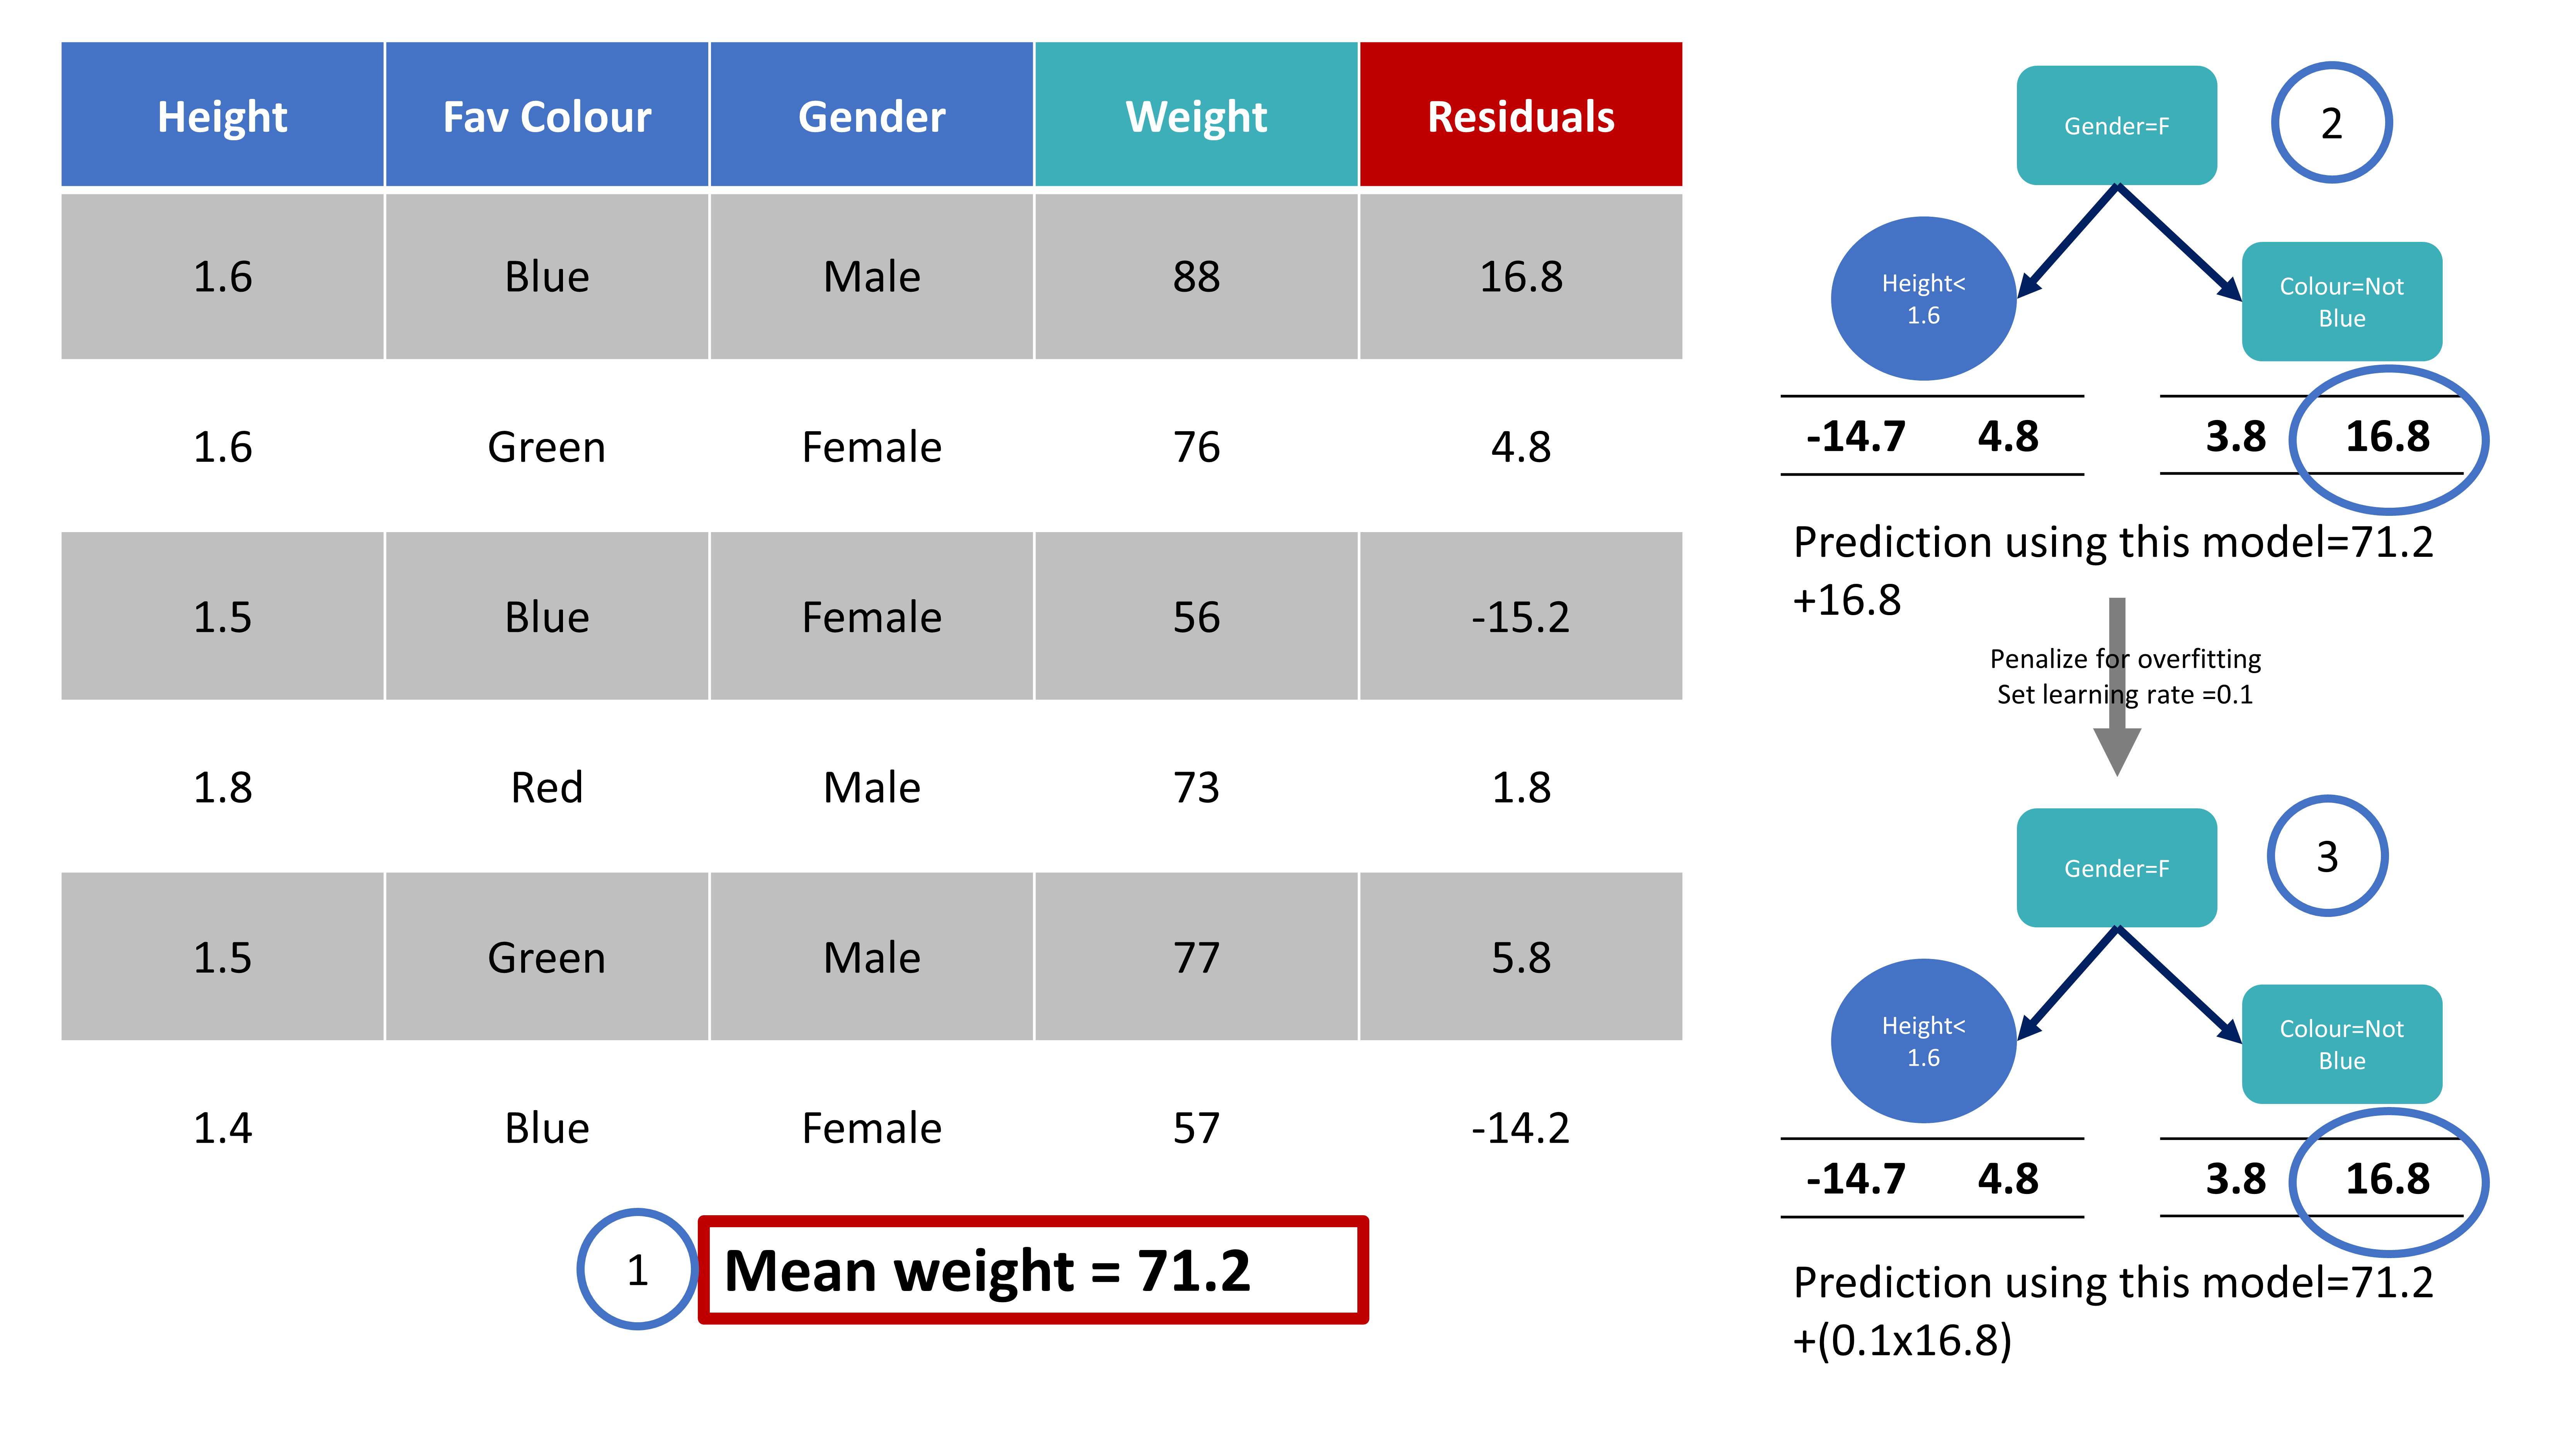 Height Fav Colour Gender Weight Residuals
1.6 Blue Male 88 16.8
1.6 Green Female 76 4.8
1.5 Blue Female 56 -15.2
1.8 Red Male 73 1.8
1.5 Green Male 77 5.8
1.4 Blue Female 57 -14.2
1 Mean weight = 71.2
Gender=F
2
Height<
1.6
Colour=Not
Blue
-14.7 4.8 3.8 16.8
Prediction using this model=71.2
+16.8
Penalize for overfitting
Set learning rate =0.1
Gender=F
3
Height<
1.6
Colour=Not
Blue
-14.7 4.8 3.8 16.8
Prediction using this model=71.2
+(0.1x16.8)